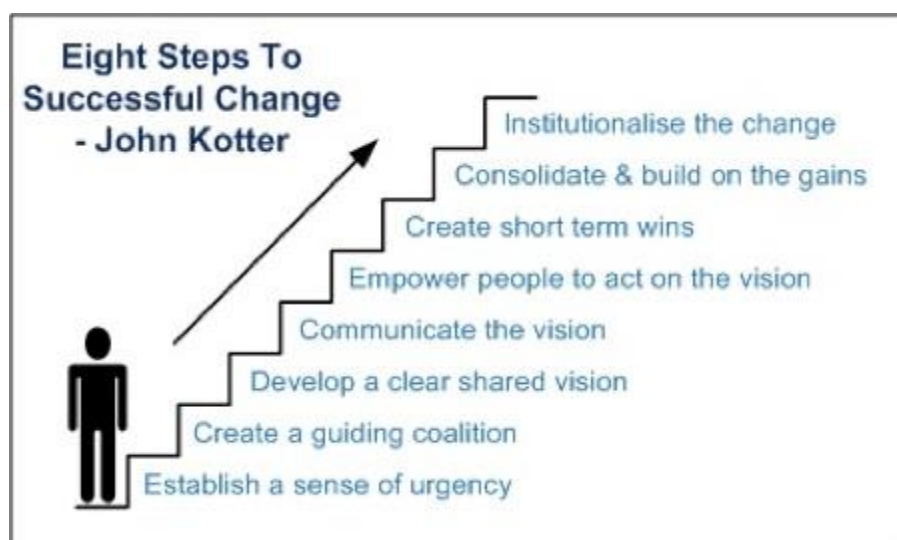 Eight Steps To
Successful Change
- John Kotter
Institutionalise the change
Consolidate & build on the gains
Create short term wins
Empower people to act on the vision
Communicate the vision
Develop a clear shared vision
Create a guiding coalition
Establish a sense of urgency